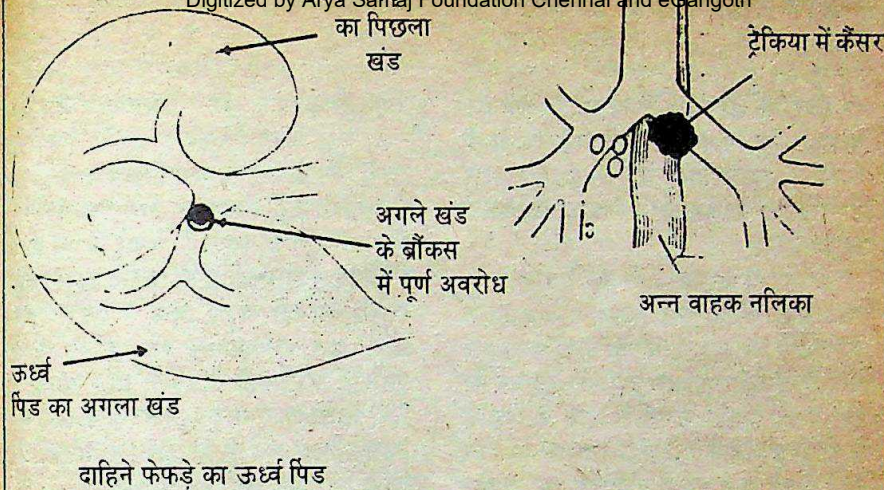 Digitized by Arya Samaj Foundation Chennai and eGangotri
का पिछला
खंड
ट्रेकिया में कैंसर
अगले खंड
के ब्रौंकस
में पूर्ण अवरोध
अन्न वाहक नलिका
ऊर्ध्व
पिंड का अगला खंड
दाहिने फेफड़े का ऊर्ध्व पिंड